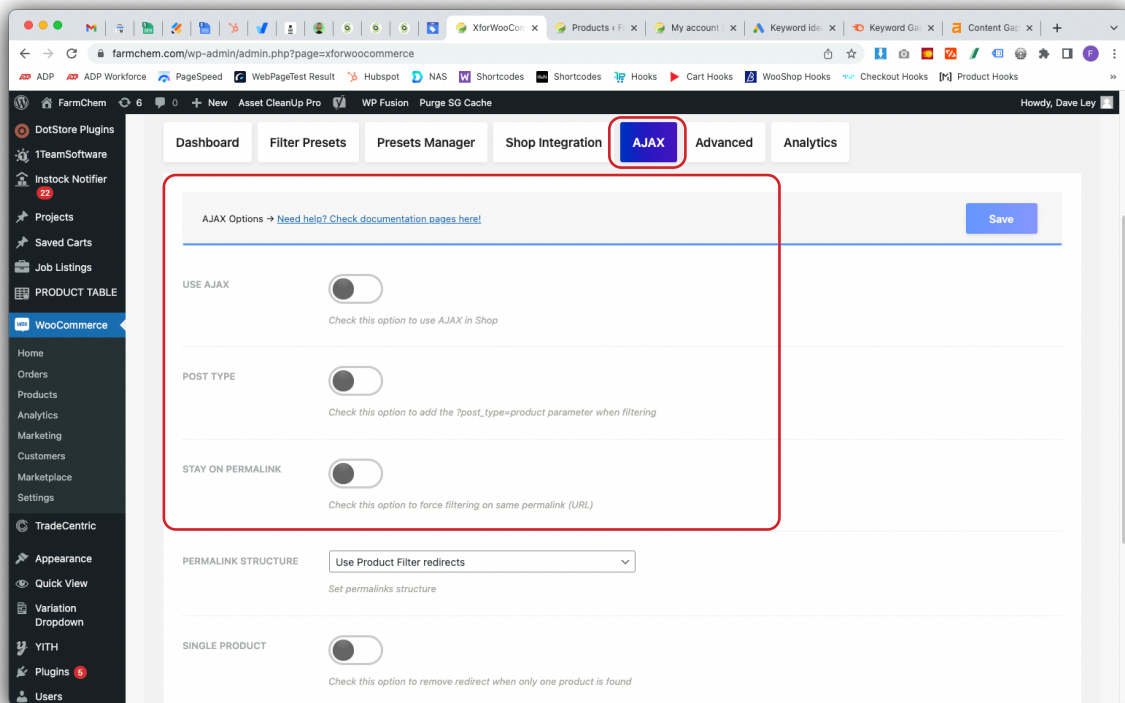 XforWooCon
Products ‹ F
My account
Keyword ide
Keyword Ga
Content Gap
farmchem.com/wp-admin/admin.php?page=xforwoocommerce
F
ADP
ADP Workforce
PageSpeed
WebPageTest Result
Hubspot
NAS
Shortcodes
Shortcodes
Hooks
Cart Hooks
WooShop Hooks
Checkout Hooks
Product Hooks
»
FarmChem
6
0
+ New
Asset CleanUp Pro
WP Fusion
Purge SG Cache
Howdy, Dave Ley
DotStore Plugins
1TeamSoftware
Instock Notifier
22
Projects
Saved Carts
Job Listings
PRODUCT TABLE
WooCommerce
Home
Orders
Products
Analytics
Marketing
Customers
Marketplace
Settings
TradeCentric
Appearance
Quick View
Variation
Dropdown
YITH
Plugins 5
Users
Dashboard
Filter Presets
Presets Manager
Shop Integration
AJAX
Advanced
Analytics
AJAX Options → Need help? Check documentation pages here!
Save
USE AJAX
Check this option to use AJAX in Shop
POST TYPE
Check this option to add the ?post_type=product parameter when filtering
STAY ON PERMALINK
Check this option to force filtering on same permalink (URL)
PERMALINK STRUCTURE
Use Product Filter redirects
Set permalinks structure
SINGLE PRODUCT
Check this option to remove redirect when only one product is found